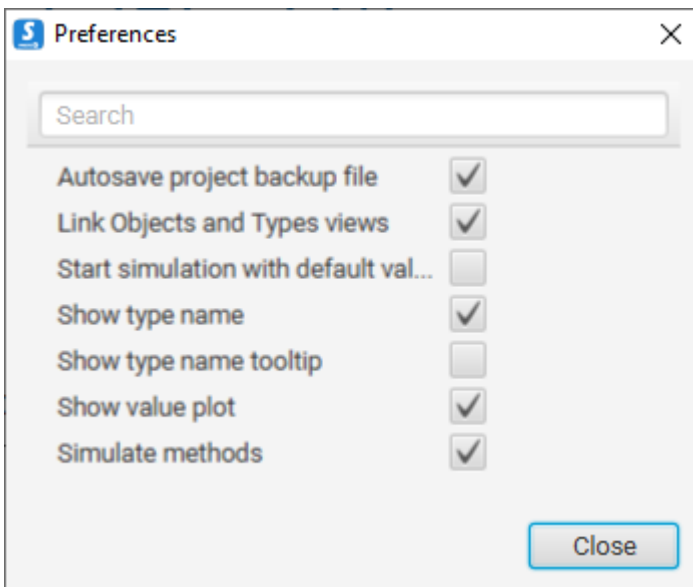 Preferences
Search
Autosave project backup file
Link Objects and Types views
Start simulation with default val...
Show type name
Show type name tooltip
Show value plot
Simulate methods
Close